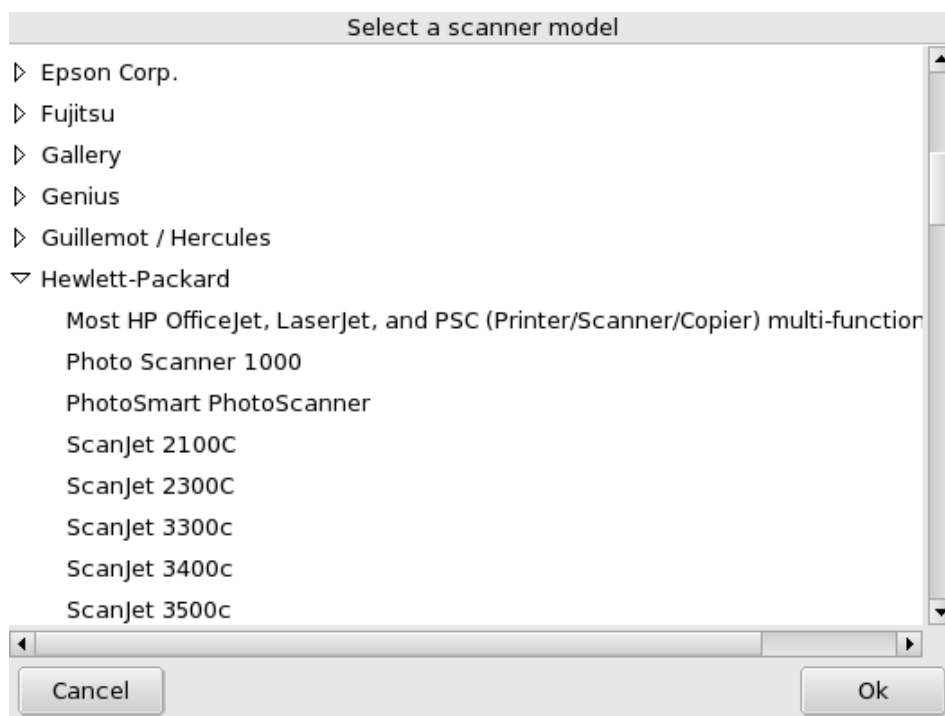 Select a scanner model
Epson Corp.
Fujitsu
Gallery
Genius
Guillemot / Hercules
Hewlett-Packard
Most HP OfficeJet, LaserJet, and PSC (Printer/Scanner/Copier) multi-function
Photo Scanner 1000
PhotoSmart PhotoScanner
ScanJet 2100C
ScanJet 2300C
ScanJet 3300c
ScanJet 3400c
ScanJet 3500c
Cancel Ok